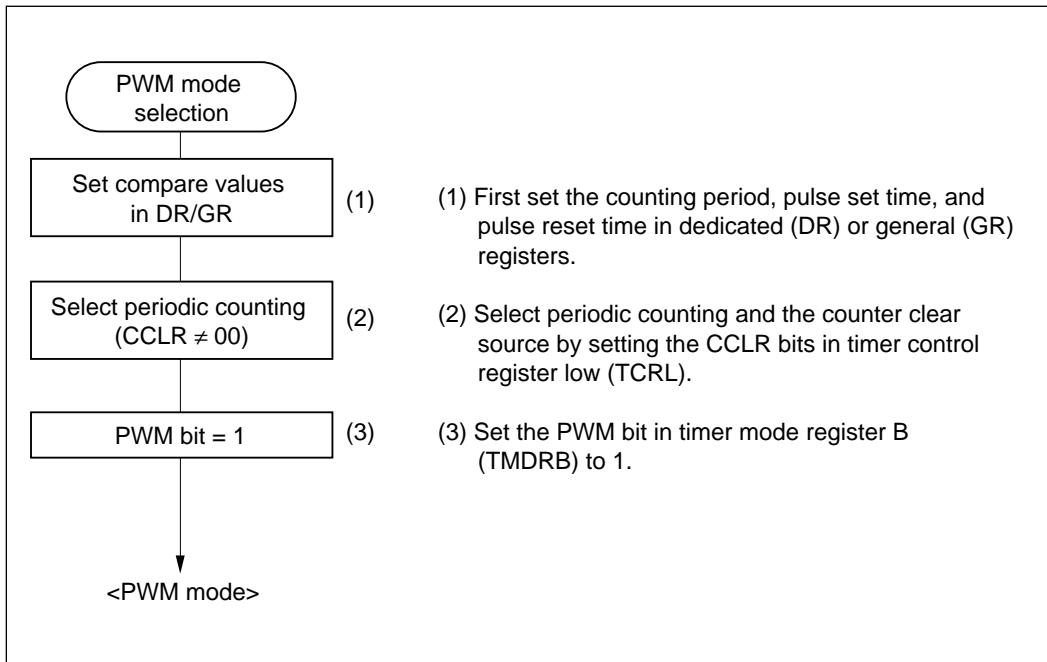 PWM mode
selection
Set compare values
in DR/GR
(1)
(1) First set the counting period, pulse set time, and
pulse reset time in dedicated (DR) or general (GR)
registers.
Select periodic counting
(CCLR ≠ 00)
(2)
(2) Select periodic counting and the counter clear
source by setting the CCLR bits in timer control
register low (TCRL).
PWM bit = 1
(3)
(3) Set the PWM bit in timer mode register B
(TMDRB) to 1.
<PWM mode>